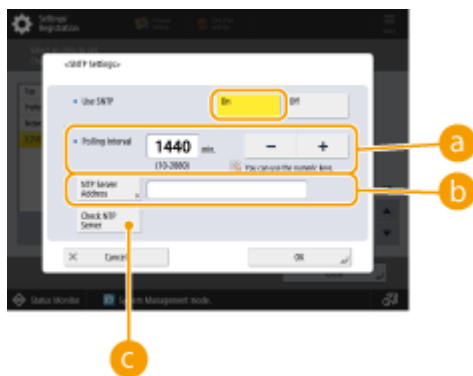 Settings/
Registration
<SNTP Settings>
Use SNTP
On
Off
Polling Interval
1440 min.
(10-2880)
- +
You can use the numeric keys.
a
NTP Server
Address
b
Check NTP
Server
Cancel
OK
c
Status Monitor
System Management mode.